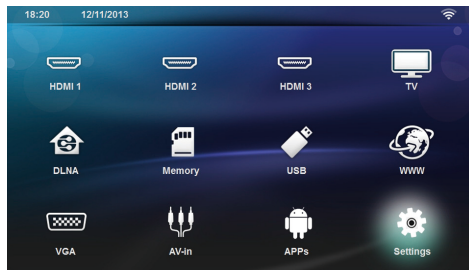 18:20 12/11/2013
HDMI 1 HDMI 2 HDMI 3 TV
DLNA Memory USB WWW
VGA AV-in APPs Settings